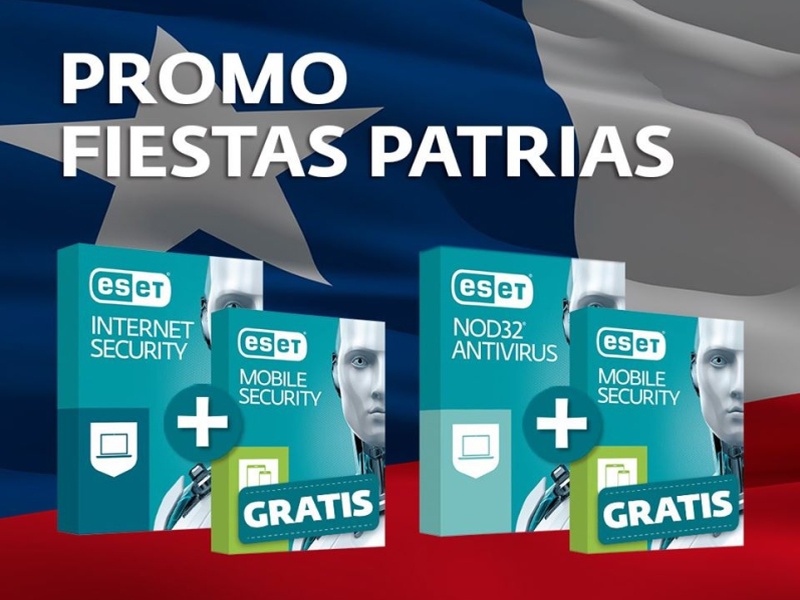 PROMO
FIESTAS PATRIAS
eset®
INTERNET
SECURITY
+
eset®
MOBILE
SECURITY
GRATIS
eset®
NOD32®
ANTIVIRUS
+
eset®
MOBILE
SECURITY
GRATIS